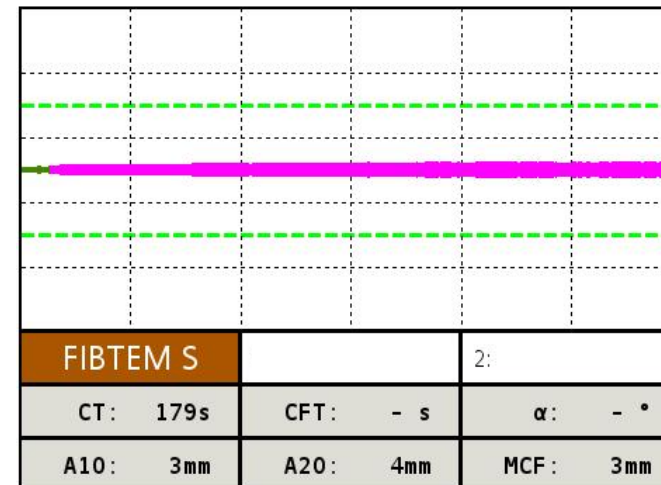 FIBTEM S 2:
CT: 179s CFT: - s α: - °
A10: 3mm A20: 4mm MCF: 3mm